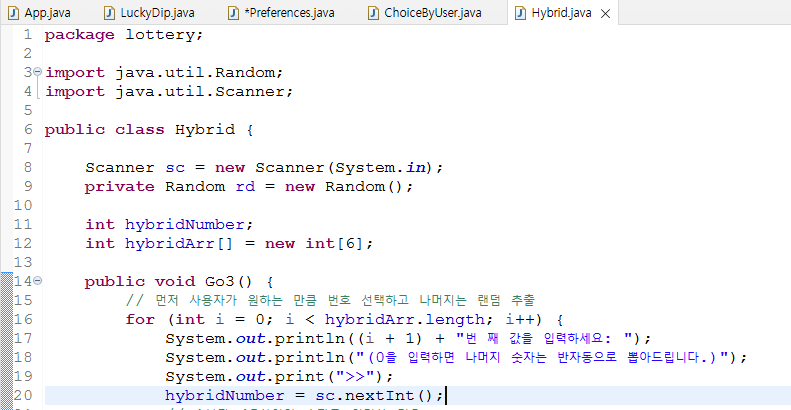 App.java LuckyDip.java *Preferences.java ChoiceByUser.java Hybrid.java
1 package lottery;
2
3 import java.util.Random;
4 import java.util.Scanner;
5
6 public class Hybrid {
7
8 Scanner sc = new Scanner(System.in);
9 private Random rd = new Random();
10
11 int hybridNumber;
12 int hybridArr[] = new int[6];
13
14 public void Go3() {
15 // 먼저 사용자가 원하는 만큼 번호 선택하고 나머지는 랜덤 추출
16 for (int i = 0; i < hybridArr.length; i++) {
17 System.out.println((i + 1) + "번 째 값을 입력하세요: ");
18 System.out.println("(0을 입력하면 나머지 숫자는 반자동으로 뽑아드립니다.)");
19 System.out.print(">>");
20 hybridNumber = sc.nextInt();